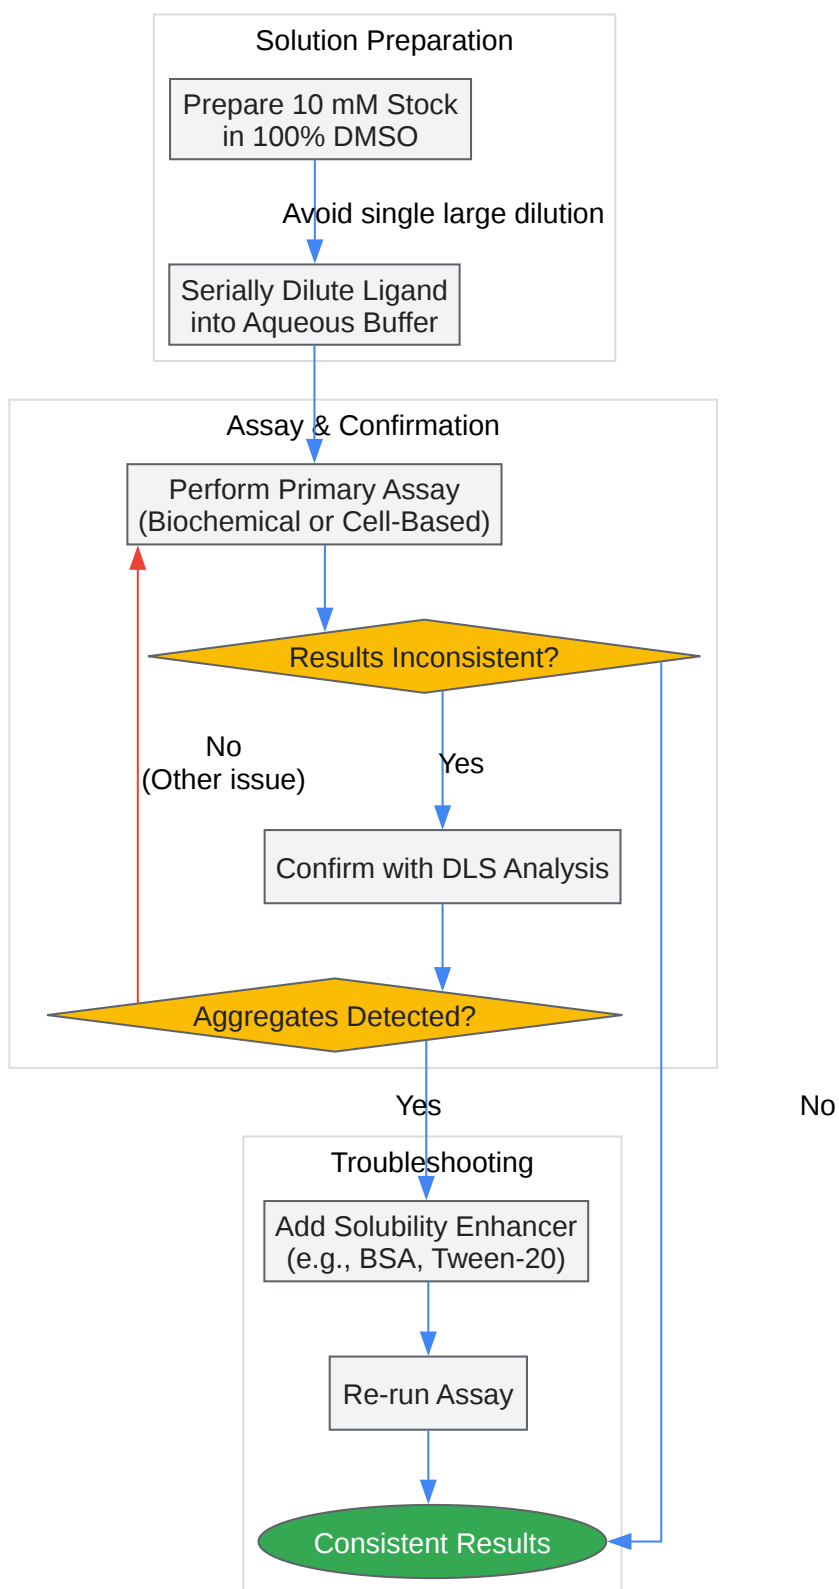 Solution Preparation
Prepare 10 mM Stock
in 100% DMSO
Avoid single large dilution
Serially Dilute Ligand
into Aqueous Buffer
Assay & Confirmation
Perform Primary Assay
(Biochemical or Cell-Based)
Results Inconsistent?
No
(Other issue)
Yes
Confirm with DLS Analysis
Aggregates Detected?
Yes
No
Troubleshooting
Add Solubility Enhancer
(e.g., BSA, Tween-20)
Re-run Assay
Consistent Results